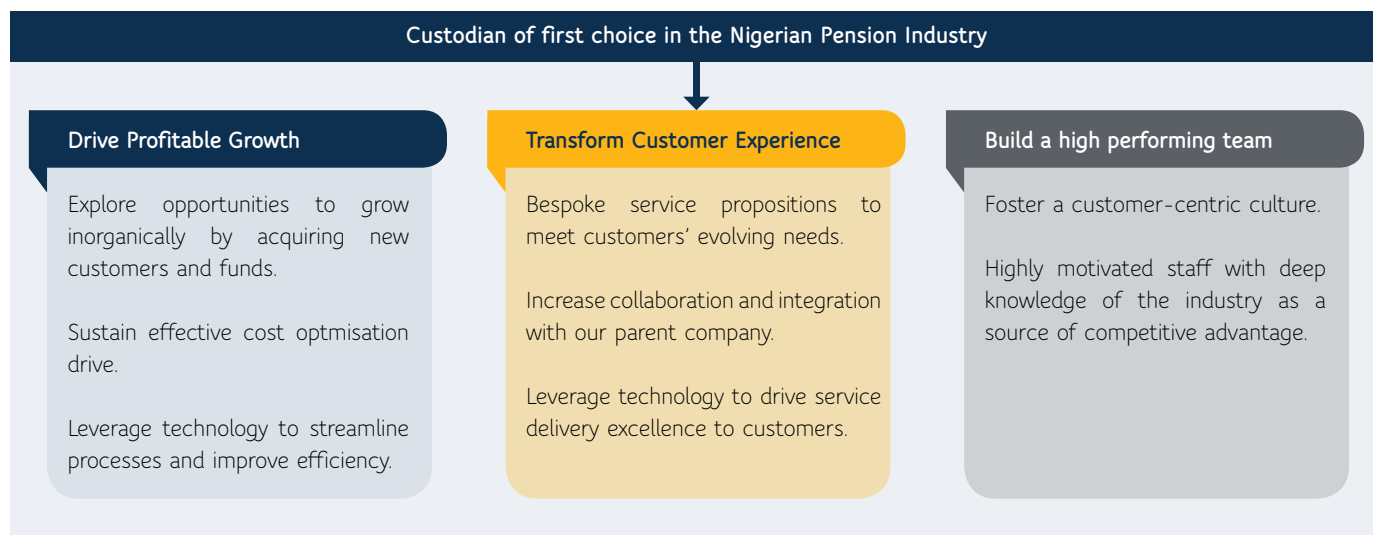 Custodian of first choice in the Nigerian Pension Industry
Drive Profitable Growth
Explore opportunities to grow
inorganically by acquiring new
customers and funds.
Sustain effective cost optmisation
drive.
Leverage technology to streamline
processes and improve efficiency.
Transform Customer Experience
Bespoke service propositions to
meet customers’ evolving needs.
Increase collaboration and integration
with our parent company.
Leverage technology to drive service
delivery excellence to customers.
Build a high performing team
Foster a customer-centric culture.
Highly motivated staff with deep
knowledge of the industry as a
source of competitive advantage.